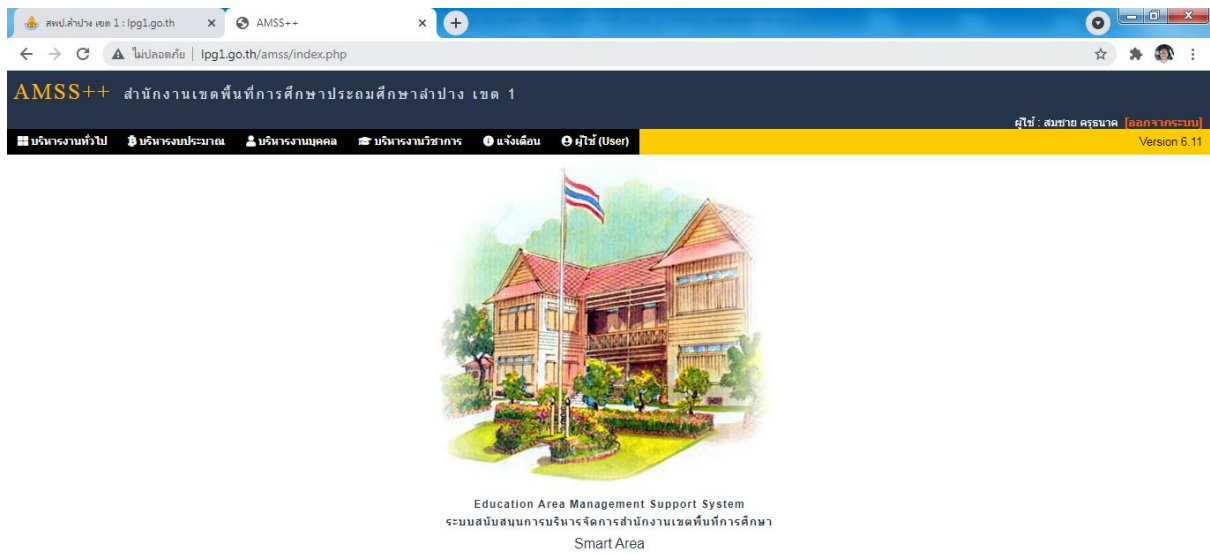 สพป.ลำปาง เขต 1 : lpg1.go.th
AMSS++
ไม่ปลอดภัย | lpg1.go.th/amss/index.php
AMSS++ สำนักงานเขตพื้นที่การศึกษาประถมศึกษาลำปาง เขต 1
ผู้ใช้ : สมชาย ครุธนาค [ออกจากระบบ]
บริหารงานทั่วไป บริหารงบประมาณ บริหารงานบุคคล บริหารงานวิชาการ แจ้งเตือน ผู้ใช้ (User) Version 6.11
Education Area Management Support System
ระบบสนับสนุนการบริหารจัดการสำนักงานเขตพื้นที่การศึกษา
Smart Area